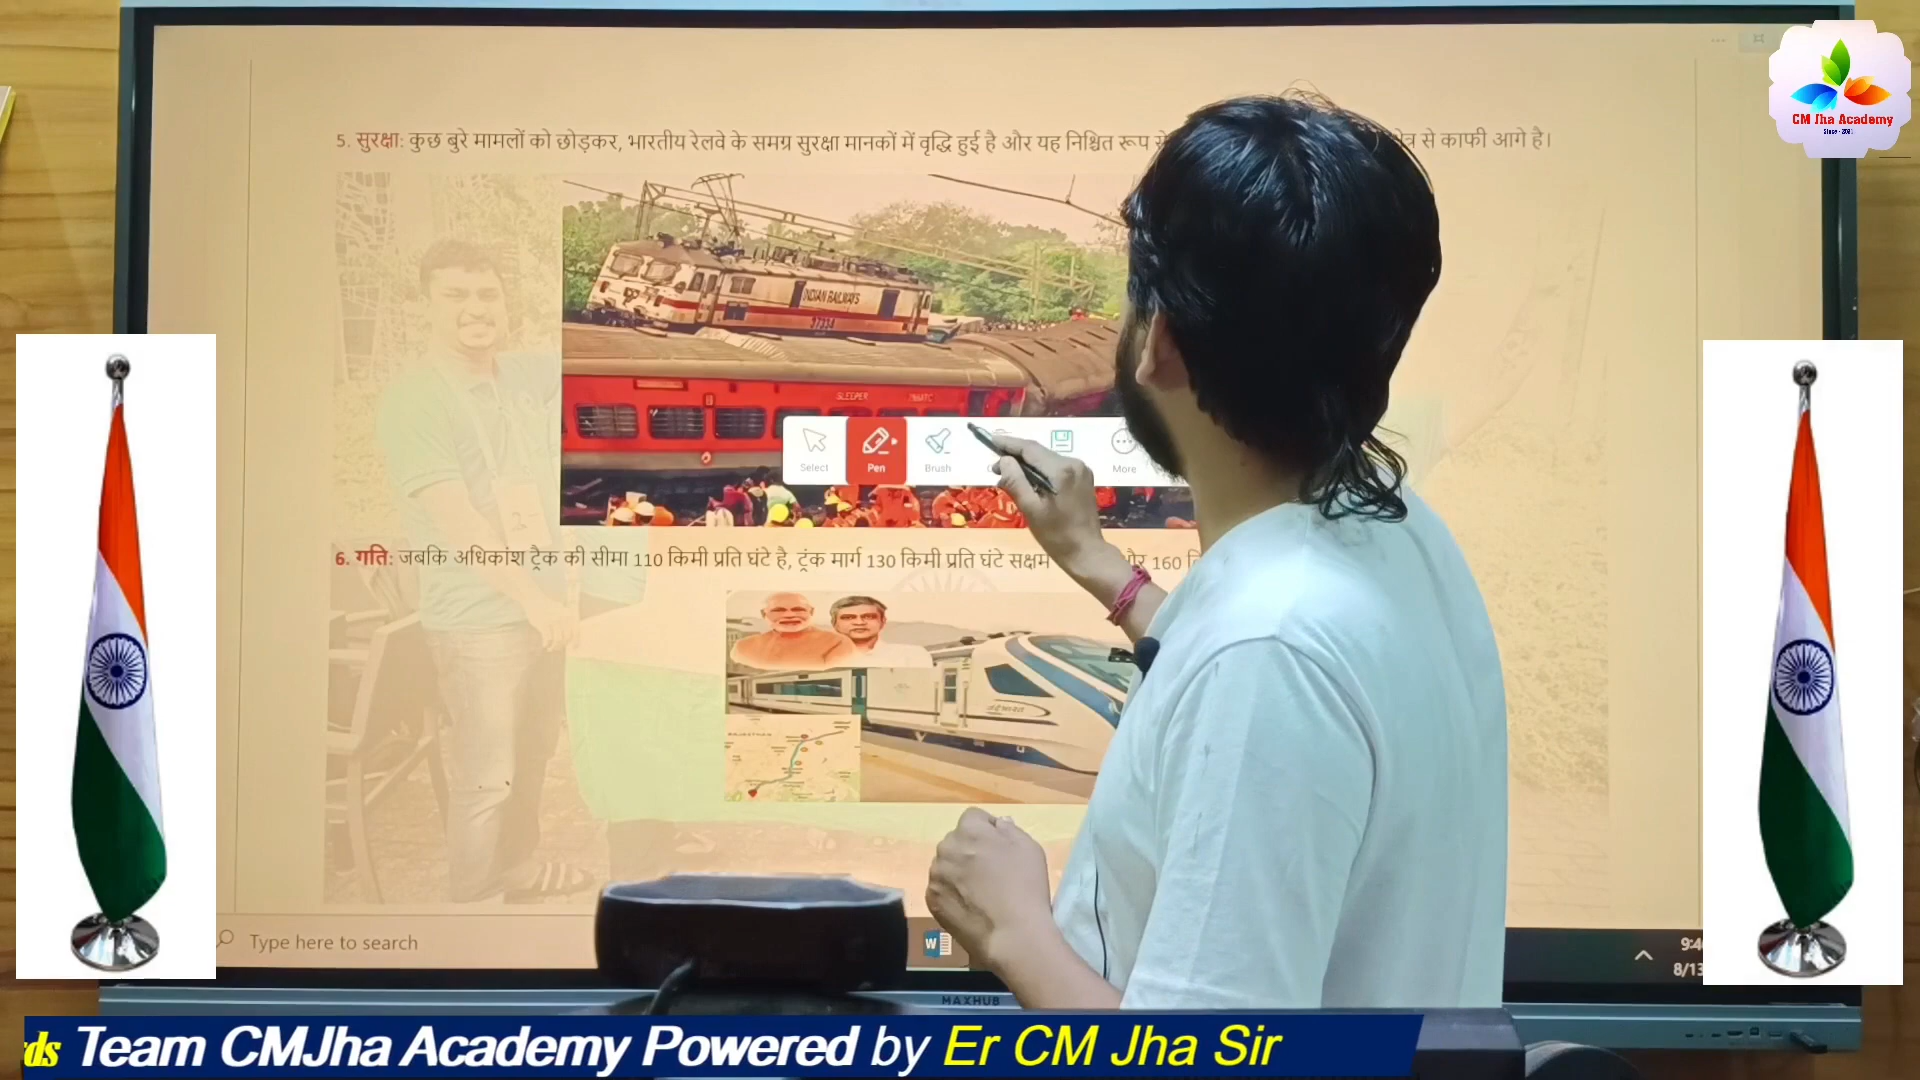 5. सुरक्षा: कुछ बुरे मामलों को छोड़कर, भारतीय रेलवे के समग्र सुरक्षा मानकों में वृद्धि हुई है और यह निश्चित रूप से काफी आगे है।
CM Jha Academy
INDIAN RAILWAYS
37334
SLEEPER
Select
Pen
Brush
More
6. गति: जबकि अधिकांश ट्रैक की सीमा 110 किमी प्रति घंटे है, ट्रंक मार्ग 130 किमी प्रति घंटे सक्षम और 160
Type here to search
MAXHUB
Team CMJha Academy Powered by Er CM Jha Sir